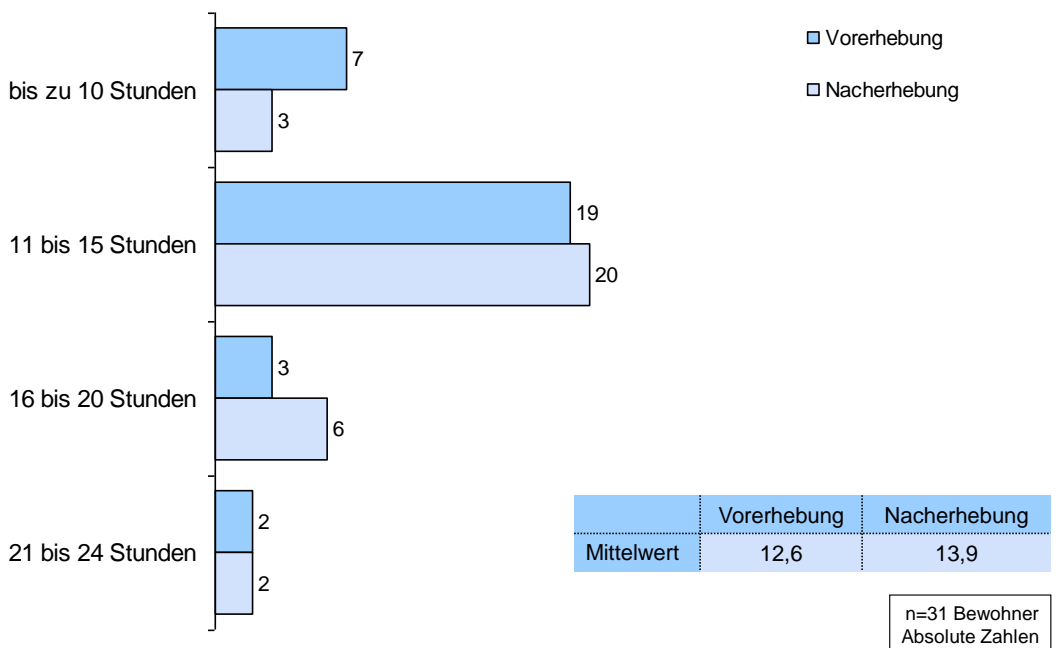 Vorerhebung
Nacherhebung
bis zu 10 Stunden
7
3
11 bis 15 Stunden
19
20
16 bis 20 Stunden
3
6
21 bis 24 Stunden
2
2
Vorerhebung Nacherhebung
Mittelwert 12,6 13,9
n=31 Bewohner
Absolute Zahlen